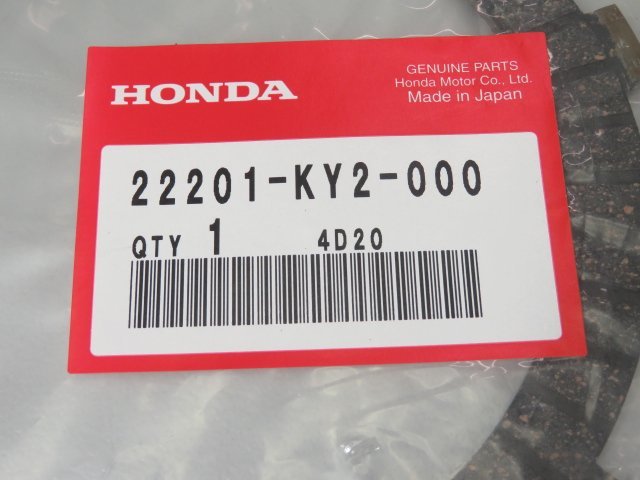 HONDA
GENUINE PARTS
Honda Motor Co., Ltd.
Made in Japan
22201-KY2-000
QTY 1 4D20